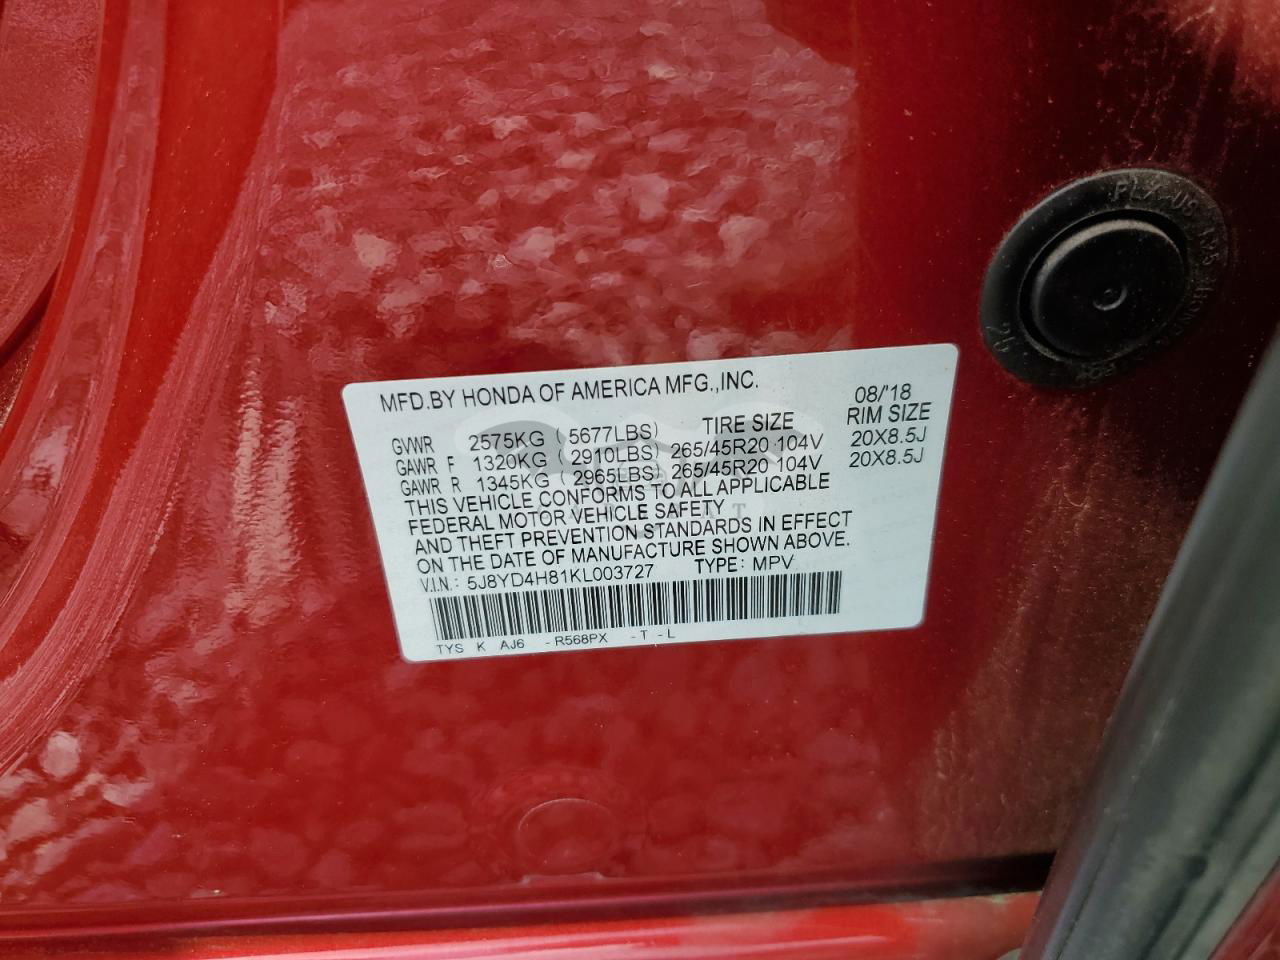 MFD.BY HONDA OF AMERICA MFG.,INC. 08/'18
TIRE SIZE RIM SIZE
GVWR 2575KG ( 5677LBS)
GAWR F 1320KG ( 2910LBS) 265/45R20 104V 20X8.5J
GAWR R 1345KG ( 2965LBS) 265/45R20 104V 20X8.5J
THIS VEHICLE CONFORMS TO ALL APPLICABLE
FEDERAL MOTOR VEHICLE SAFETY
AND THEFT PREVENTION STANDARDS IN EFFECT
ON THE DATE OF MANUFACTURE SHOWN ABOVE.
V.I.N.: 5J8YD4H81KL003727 TYPE: MPV
TYS K AJ6 -R568PX -T -L